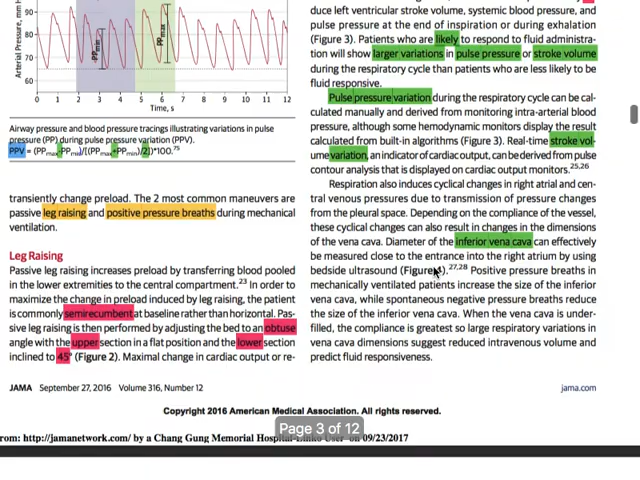 Arterial Pressure, mm H
90
80
70
60
PPmin
PPmax
0 1 2 3 4 5 6 7 8 9 10 11 12
Time, s
Airway pressure and blood pressure tracings illustrating variations in pulse
pressure (PP) during pulse pressure variation (PPV).
PPV = (PPmax-PPmin)/[(PPmax+PPmin)/2])*100.75
transiently change preload. The 2 most common maneuvers are
passive leg raising and positive pressure breaths during mechanical
ventilation.
Leg Raising
Passive leg raising increases preload by transferring blood pooled
in the lower extremities to the central compartment.23 In order to
maximize the change in preload induced by leg raising, the patient
is commonly semirecumbent at baseline rather than horizontal. Pas-
sive leg raising is then performed by adjusting the bed to an obtuse
angle with the upper section in a flat position and the lower section
inclined to 45° (Figure 2). Maximal change in cardiac output or re-
duce left ventricular stroke volume, systemic blood pressure, and
pulse pressure at the end of inspiration or during exhalation
(Figure 3). Patients who are likely to respond to fluid administra-
tion will show larger variations in pulse pressure or stroke volume
during the respiratory cycle than patients who are less likely to be
fluid responsive.
Pulse pressure variation during the respiratory cycle can be cal-
culated manually and derived from monitoring intra-arterial blood
pressure, although some hemodynamic monitors display the result
calculated from built-in algorithms (Figure 3). Real-time stroke vol-
ume variation, an indicator of cardiac output, can be derived from pulse
contour analysis that is displayed on cardiac output monitors.25,26
Respiration also induces cyclical changes in right atrial and cen-
tral venous pressures due to transmission of pressure changes
from the pleural space. Depending on the compliance of the vessel,
these cyclical changes can also result in changes in the dimensions
of the vena cava. Diameter of the inferior vena cava can effectively
be measured close to the entrance into the right atrium by using
bedside ultrasound (Figure 4).27,28 Positive pressure breaths in
mechanically ventilated patients increase the size of the inferior
vena cava, while spontaneous negative pressure breaths reduce
the size of the inferior vena cava. When the vena cava is under-
filled, the compliance is greatest so large respiratory variations in
vena cava dimensions suggest reduced intravenous volume and
predict fluid responsiveness.
JAMA September 27, 2016 Volume 316, Number 12
jama.com
Copyright 2016 American Medical Association. All rights reserved.
Page 3 of 12
rom: http://jamanetwork.com/ by a Chang Gung Memorial Hospital-Linko User on 09/23/2017